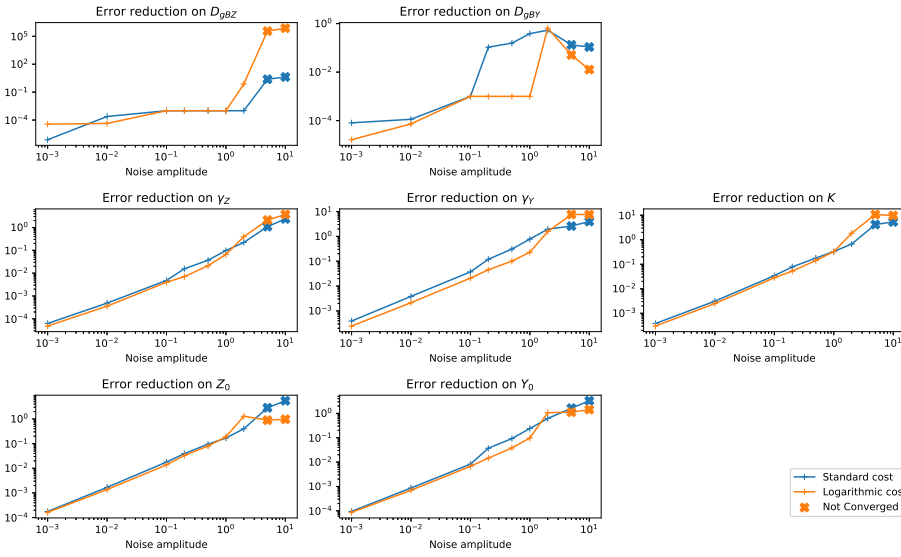 Error reduction on D_gBZ
Error reduction on D_gBY
10^5
10^2
10^-1
10^-4
10^0
10^-2
10^-4
10^-3 10^-2 10^-1 10^0 10^1
10^-3 10^-2 10^-1 10^0 10^1
Noise amplitude
Noise amplitude
Error reduction on γ_Z
Error reduction on γ_Y
Error reduction on K
10^0
10^-1
10^-2
10^-3
10^-4
10^1
10^0
10^-1
10^-2
10^-3
10^1
10^0
10^-1
10^-2
10^-3
10^-3 10^-2 10^-1 10^0 10^1
10^-3 10^-2 10^-1 10^0 10^1
10^-3 10^-2 10^-1 10^0 10^1
Noise amplitude
Noise amplitude
Noise amplitude
Error reduction on Z_0
Error reduction on Y_0
10^0
10^-1
10^-2
10^-3
10^-4
10^0
10^-1
10^-2
10^-3
10^-4
10^-3 10^-2 10^-1 10^0 10^1
10^-3 10^-2 10^-1 10^0 10^1
Noise amplitude
Noise amplitude
Standard cost
Logarithmic cos
Not Converged